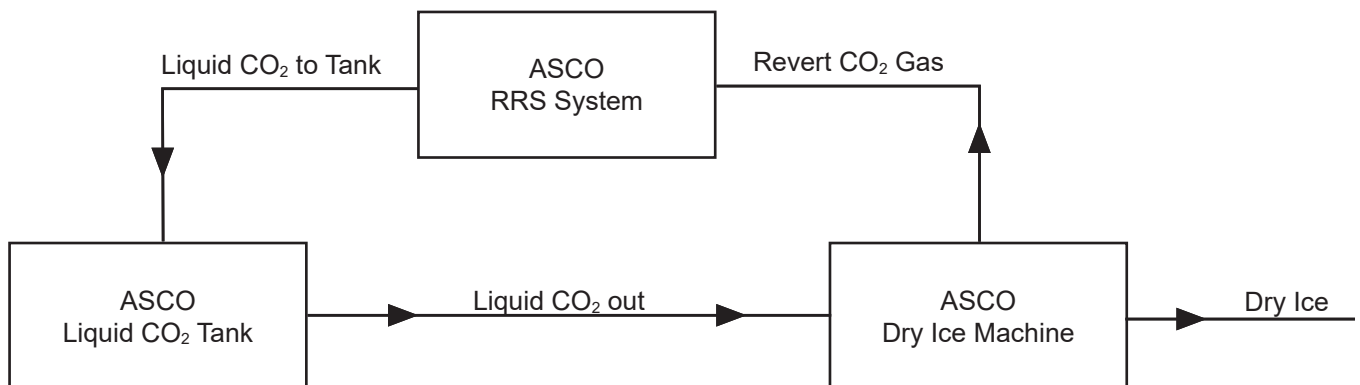 Liquid CO₂ to Tank
ASCO
RRS System
Revert CO₂ Gas
ASCO
Liquid CO₂ Tank
Liquid CO₂ out
ASCO
Dry Ice Machine
Dry Ice